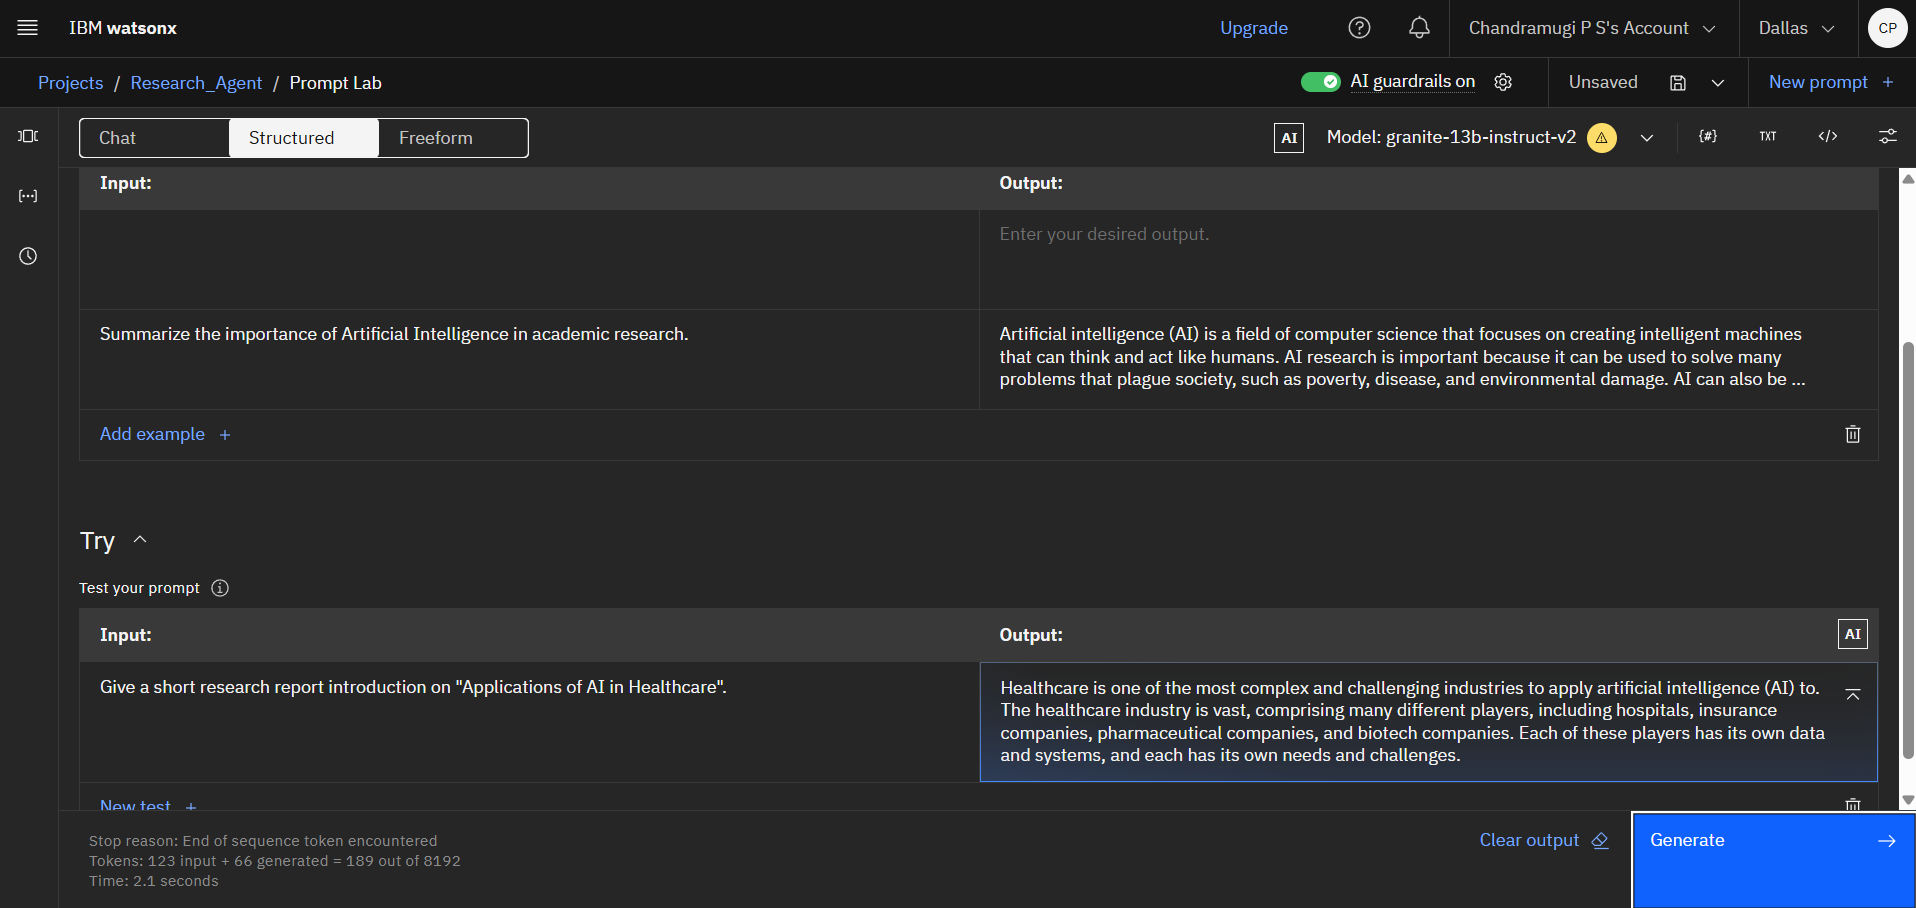 IBM watsonx
Upgrade
Chandramugi P S's Account
Dallas
CP
Projects / Research_Agent / Prompt Lab
AI guardrails on
Unsaved
New prompt +
Chat
Structured
Freeform
AI
Model: granite-13b-instruct-v2
{#}
TXT
</>
Input:
Output:
Enter your desired output.
Summarize the importance of Artificial Intelligence in academic research.
Artificial intelligence (AI) is a field of computer science that focuses on creating intelligent machines
that can think and act like humans. AI research is important because it can be used to solve many
problems that plague society, such as poverty, disease, and environmental damage. AI can also be ...
Add example +
Try
Test your prompt
Input:
Output:
AI
Give a short research report introduction on "Applications of AI in Healthcare".
Healthcare is one of the most complex and challenging industries to apply artificial intelligence (AI) to.
The healthcare industry is vast, comprising many different players, including hospitals, insurance
companies, pharmaceutical companies, and biotech companies. Each of these players has its own data
and systems, and each has its own needs and challenges.
New test +
Stop reason: End of sequence token encountered
Tokens: 123 input + 66 generated = 189 out of 8192
Time: 2.1 seconds
Clear output
Generate